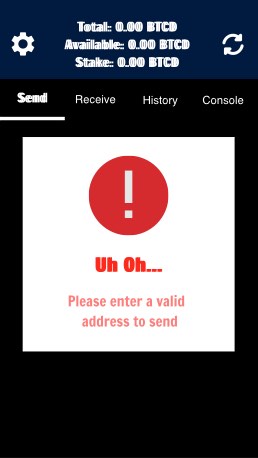 Total: 0.00 BTCD
Available: 0.00 BTCD
Stake: 0.00 BTCD
Send Receive History Console
Uh Oh...
Please enter a valid
address to send